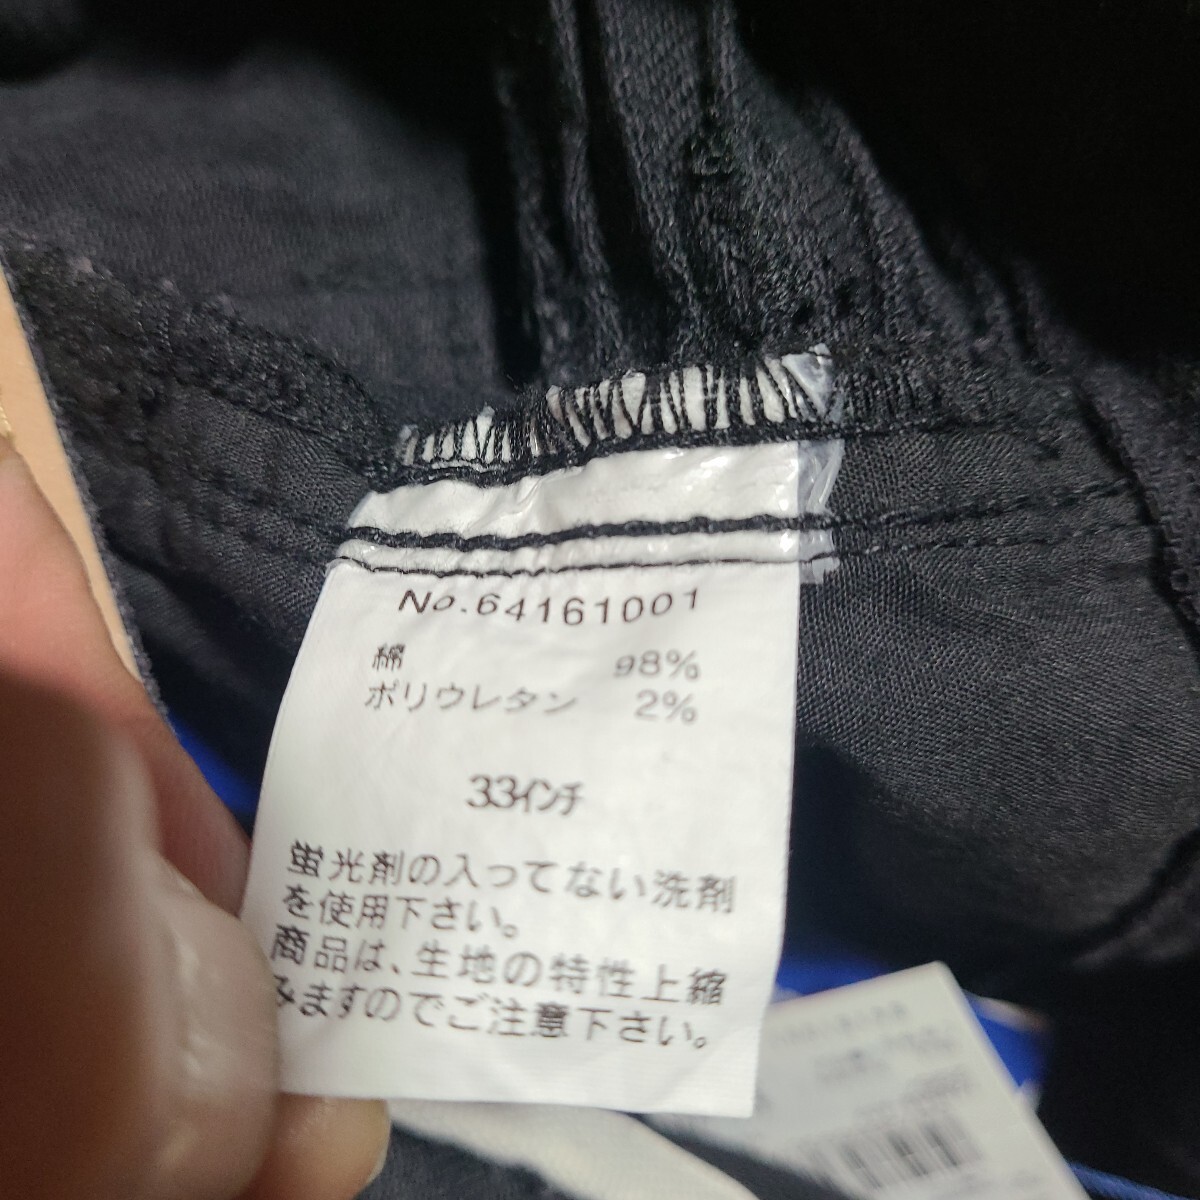 No.64161001
綿 98%
ポリウレタン 2%
33インチ
蛍光剤の入ってない洗剤
を使用下さい。
商品は、生地の特性上縮
みますのでご注意下さい。